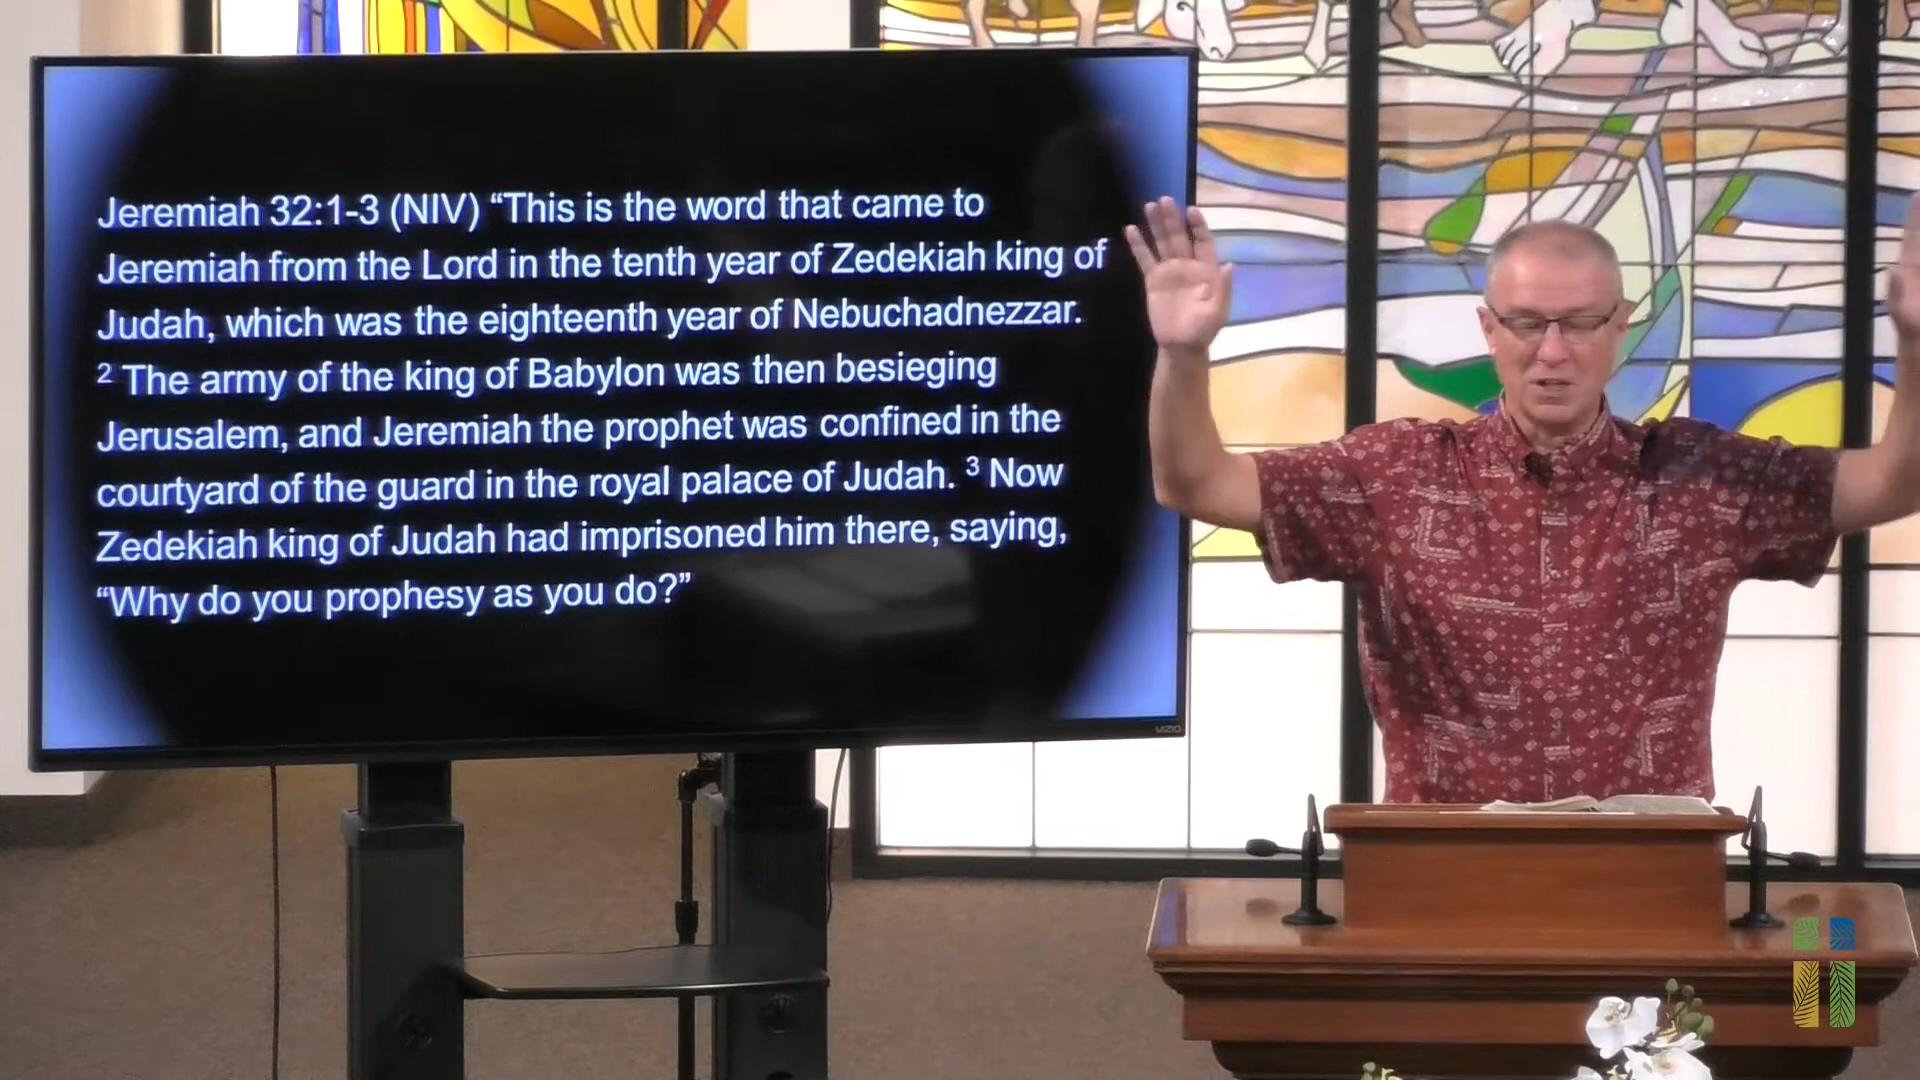 Jeremiah 32:1-3 (NIV) “This is the word that came to
Jeremiah from the Lord in the tenth year of Zedekiah king of
Judah, which was the eighteenth year of Nebuchadnezzar.
² The army of the king of Babylon was then besieging
Jerusalem, and Jeremiah the prophet was confined in the
courtyard of the guard in the royal palace of Judah. ³ Now
Zedekiah king of Judah had imprisoned him there, saying,
“Why do you prophesy as you do?”
VIZIO